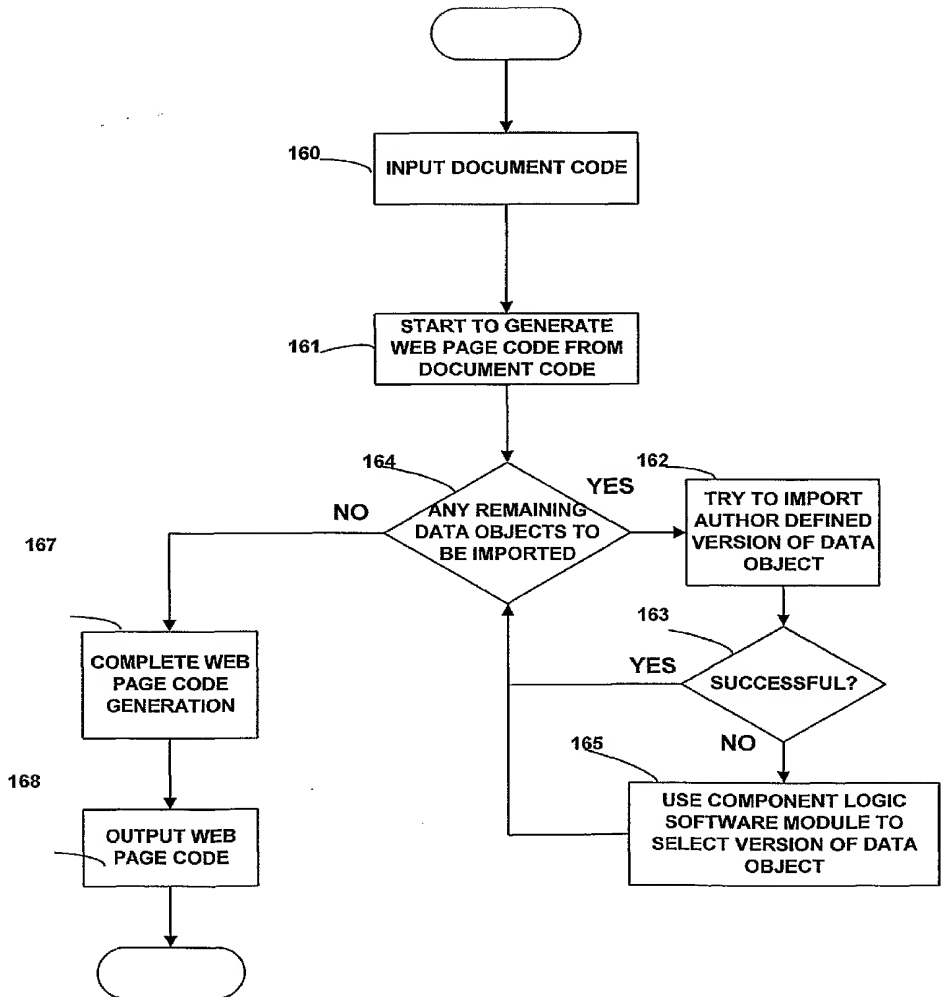 160
INPUT DOCUMENT CODE
161
START TO GENERATE
WEB PAGE CODE FROM
DOCUMENT CODE
164
ANY REMAINING
DATA OBJECTS TO
BE IMPORTED
NO
YES
162
TRY TO IMPORT
AUTHOR DEFINED
VERSION OF DATA
OBJECT
163
SUCCESSFUL?
YES
NO
165
USE COMPONENT LOGIC
SOFTWARE MODULE TO
SELECT VERSION OF DATA
OBJECT
167
COMPLETE WEB
PAGE CODE
GENERATION
168
OUTPUT WEB
PAGE CODE